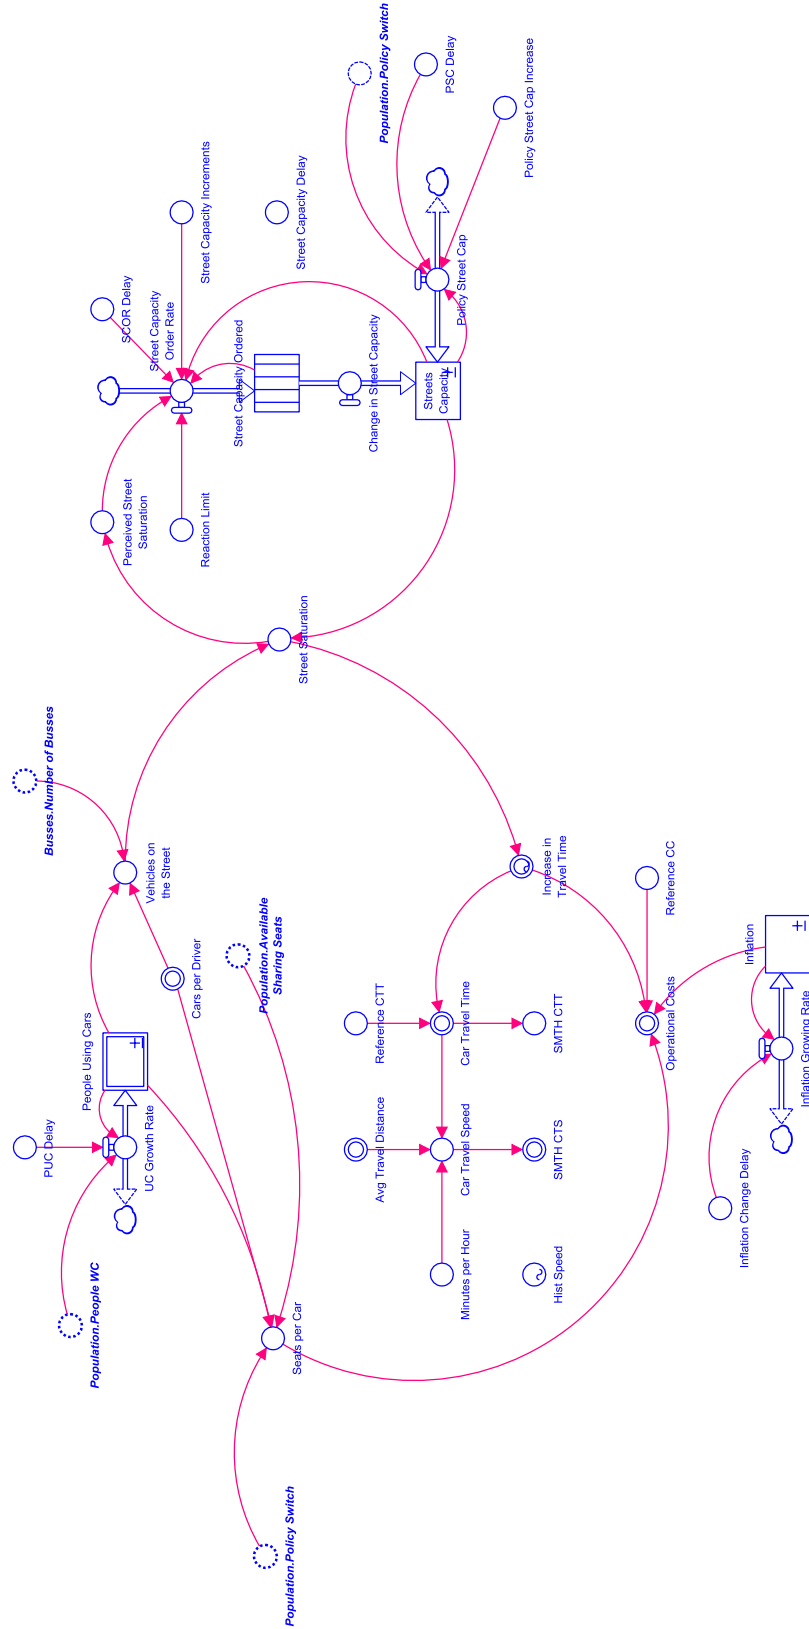 Population.Policy Switch
PSC Delay
Policy Street Cap Increase
Street Capacity Increments
Street Capacity Delay
SCOR Delay
Street Capacity
Order Rate
Policy Street Cap
Street Capacity Ordered
Change in Street Capacity
Streets
Capacity
Perceived Street
Saturation
Reaction Limit
Street Saturation
Busses.Number of Busses
Vehicles on
the Street
Increase in
Travel Time
Reference CC
Cars per Driver
Population.Available
Sharing Seats
Inflation
People Using Cars
Reference CTT
Car Travel Time
SMTH CTT
Operational Costs
Inflation Growing Rate
PUC Delay
UC Growth Rate
Avg Travel Distance
Car Travel Speed
SMTH CTS
Inflation Change Delay
Minutes per Hour
Hist Speed
Population.People WC
Seats per Car
Population.Policy Switch